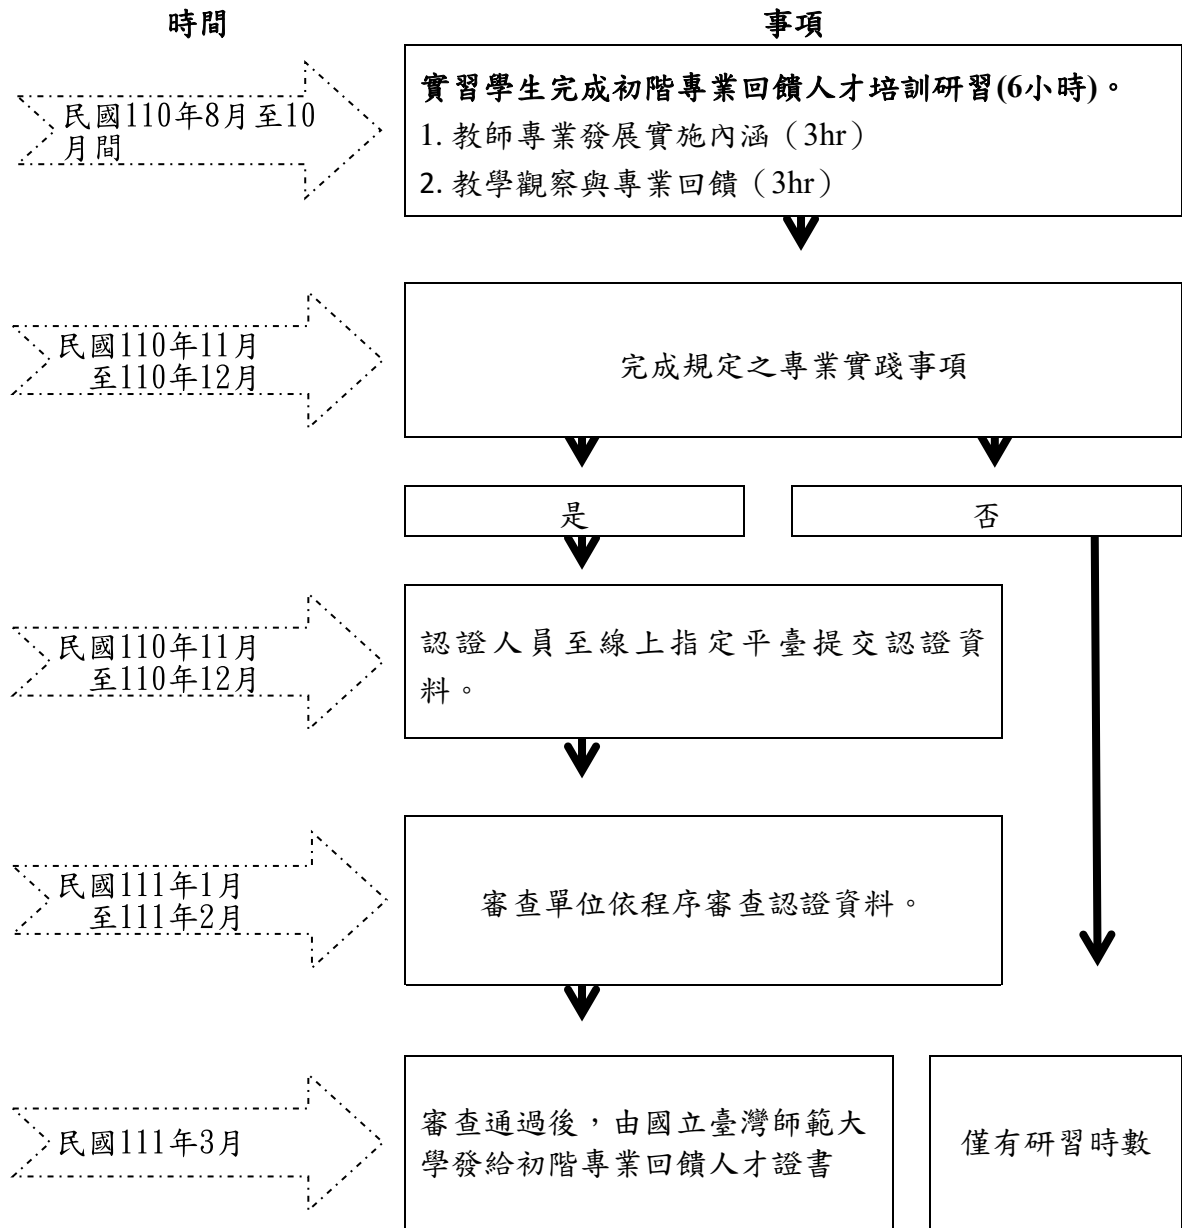 時間
事項
民國110年8月至10
月間
實習學生完成初階專業回饋人才培訓研習(6小時)。
1. 教師專業發展實施內涵（3hr）
2. 教學觀察與專業回饋（3hr）
民國110年11月
至110年12月
完成規定之專業實踐事項
是
否
民國110年11月
至110年12月
認證人員至線上指定平臺提交認證資
料。
民國111年1月
至111年2月
審查單位依程序審查認證資料。
民國111年3月
審查通過後，由國立臺灣師範大
學發給初階專業回饋人才證書
僅有研習時數